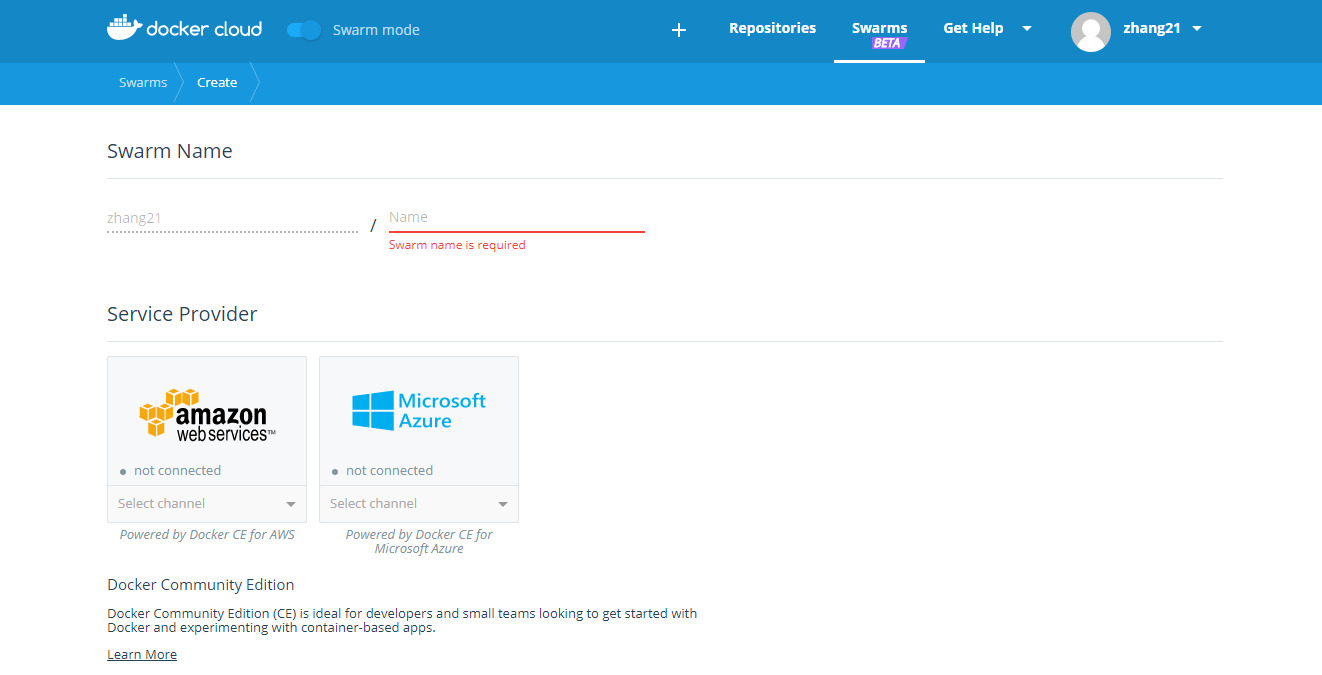 docker cloud Swarm mode + Repositories Swarms Get Help zhang21
BETA
Swarms Create
Swarm Name
zhang21 / Name
Swarm name is required
Service Provider
amazon web services™ Microsoft Azure
not connected not connected
Select channel Select channel
Powered by Docker CE for AWS Powered by Docker CE for
Microsoft Azure
Docker Community Edition
Docker Community Edition (CE) is ideal for developers and small teams looking to get started with
Docker and experimenting with container-based apps.
Learn More